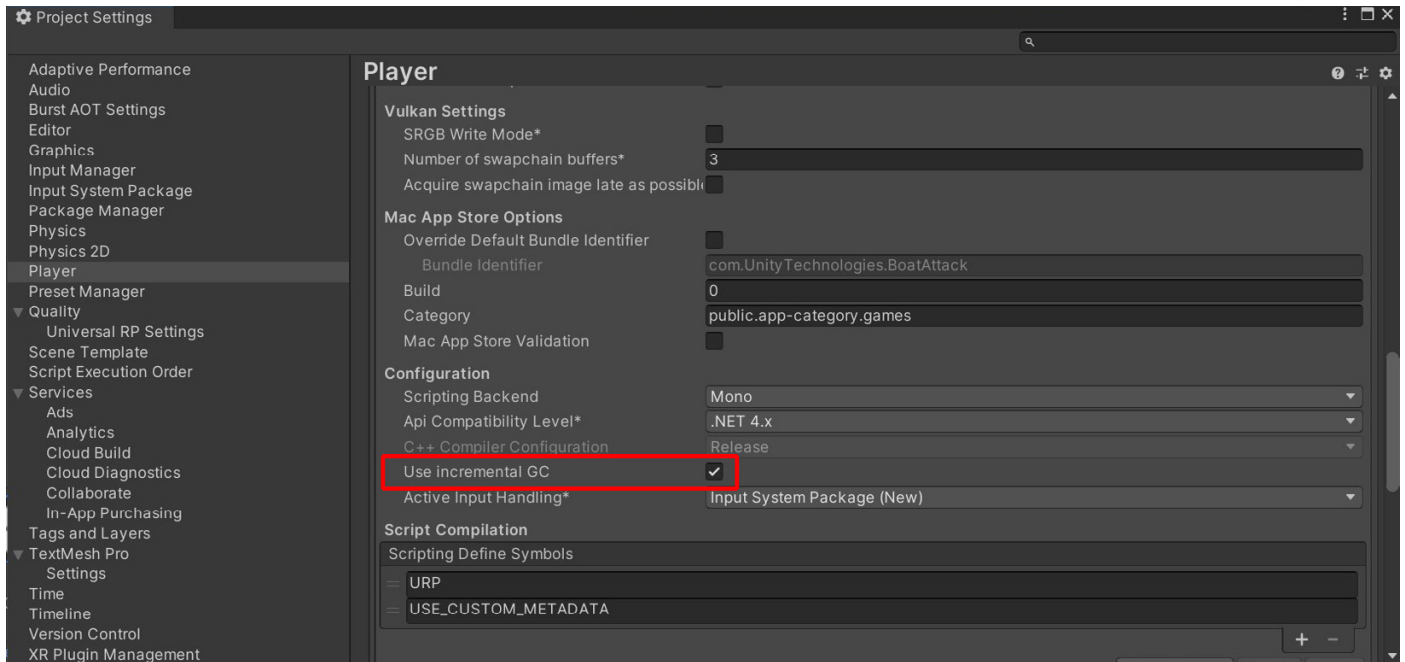 Project Settings
Adaptive Performance
Audio
Burst AOT Settings
Editor
Graphics
Input Manager
Input System Package
Package Manager
Physics
Physics 2D
Player
Preset Manager
Quality
Universal RP Settings
Scene Template
Script Execution Order
Services
Ads
Analytics
Cloud Build
Cloud Diagnostics
Collaborate
In-App Purchasing
Tags and Layers
TextMesh Pro
Settings
Time
Timeline
Version Control
XR Plugin Management
Player
Vulkan Settings
SRGB Write Mode*
Number of swapchain buffers* 3
Acquire swapchain image late as possible
Mac App Store Options
Override Default Bundle Identifier
Bundle Identifier com.UnityTechnologies.BoatAttack
Build 0
Category public.app-category.games
Mac App Store Validation
Configuration
Scripting Backend Mono
Api Compatibility Level* .NET 4.x
C++ Compiler Configuration Release
Use incremental GC
Active Input Handling* Input System Package (New)
Script Compilation
Scripting Define Symbols
URP
USE_CUSTOM_METADATA